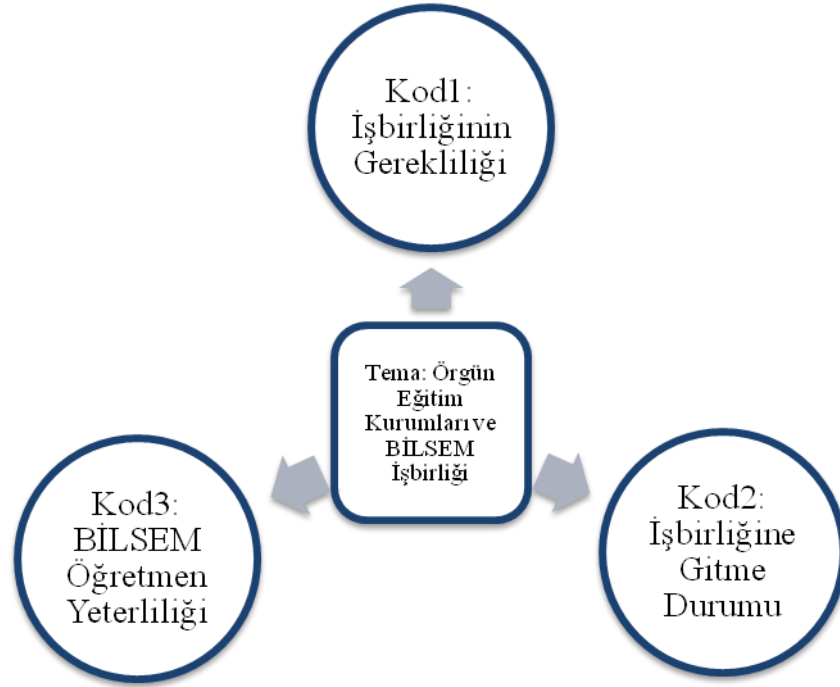 Kod1:
İşbirliğinin
Gerekliliği
Tema: Örgün
Eğitim
Kurumları ve
BİLSEM
İşbirliği
Kod3:
BİLSEM
Öğretmen
Yeterliliği
Kod2:
İşbirliğine
Gitme
Durumu